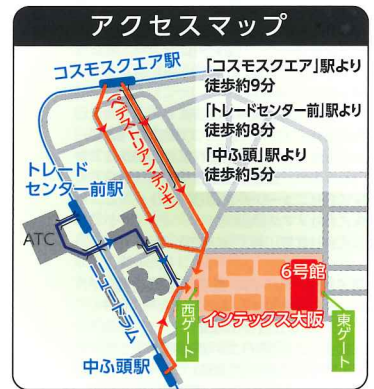 アクセスマップ
コスモスクエア駅
「コスモスクエア」駅より
徒歩約9分
「トレードセンター前」駅より
徒歩約8分
「中ふ頭」駅より
徒歩約5分
(ペデストリアンデッキ)
トレード
センター前駅
ATC
ニュートラム
6号館
インテックス大阪
西ゲート
東ゲート
中ふ頭駅